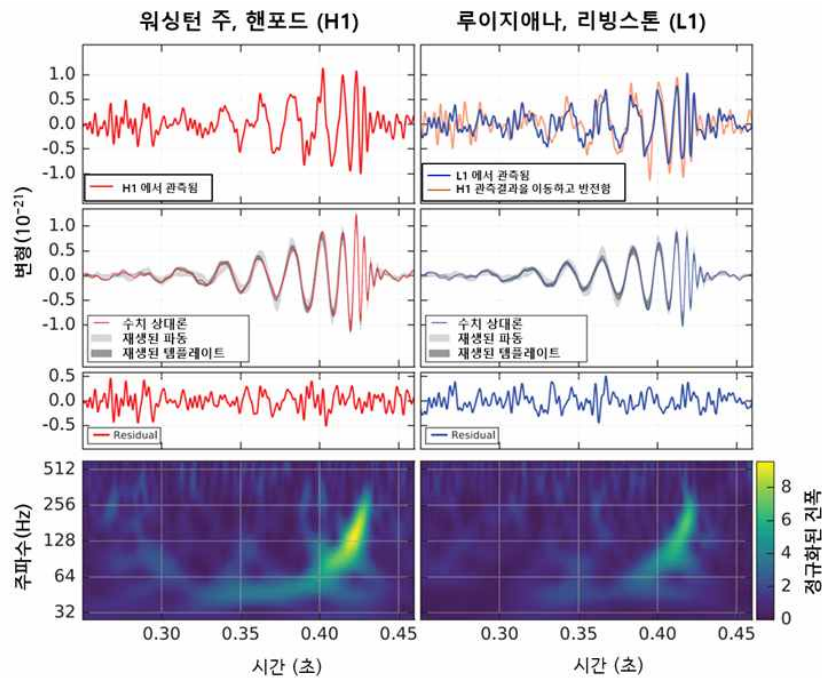 워싱턴 주, 핸포드 (H1)
루이지애나, 리빙스톤 (L1)
변형(10⁻²¹)
1.0
0.5
0.0
-0.5
-1.0
H1 에서 관측됨
L1 에서 관측됨
H1 관측결과을 이동하고 반전함
1.0
0.5
0.0
-0.5
-1.0
수치 상대론
재생된 파동
재생된 템플레이트
수치 상대론
재생된 파동
재생된 템플레이트
0.5
0.0
-0.5
Residual
Residual
주파수(Hz)
512
256
128
64
32
0.30
0.35
0.40
0.45
0.30
0.35
0.40
0.45
시간 (초)
시간 (초)
8
6
4
2
0
정규화된 진폭